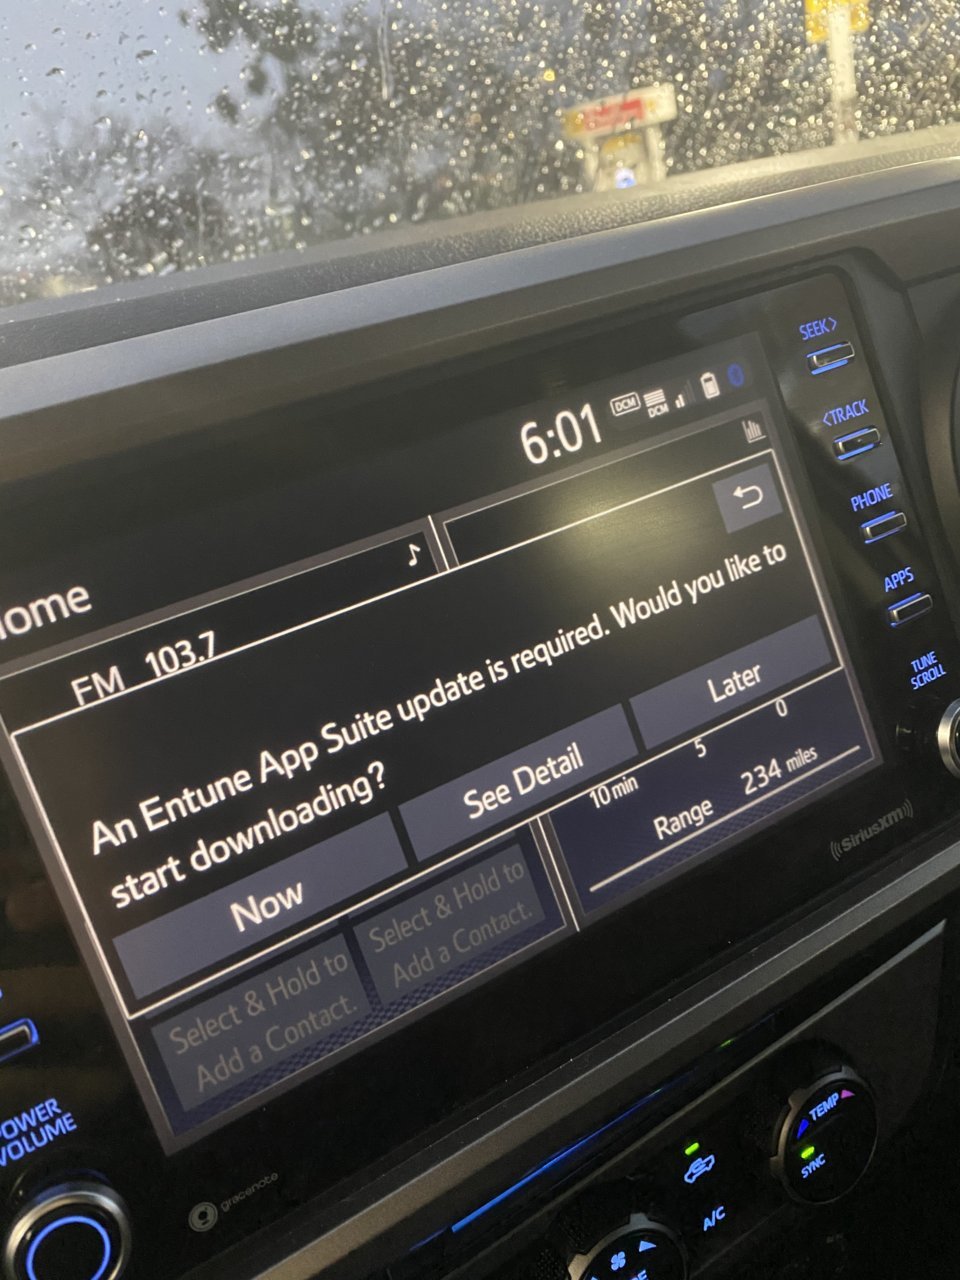 6:01
DCM
DCM
FM 103.7
An Entune App Suite update is required. Would you like to
start downloading?
Now
See Detail
Later
10 min
5
0
Range 234 miles
Select & Hold to
Add a Contact.
Select & Hold to
Add a Contact.
SEEK>
<TRACK
PHONE
APPS
TUNE
SCROLL
VOLUME
gracenote
SiriusXM
TEMP
SYNC
A/C